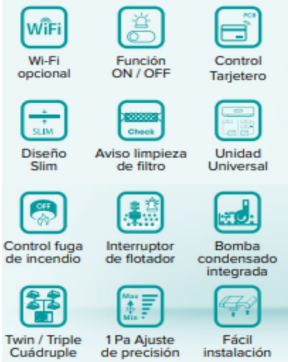 WiFi
PCB
Wi-Fi
opcional
Función
ON / OFF
Control
Tarjetero
SLIM
Check
Diseño
Slim
Aviso limpieza
de filtro
Unidad
Universal
OFF
Control fuga
de incendio
Interruptor
de flotador
Bomba
condensado
integrada
Max
Min
Twin / Triple
Cuádruple
1 Pa Ajuste
de precisión
Fácil
instalación